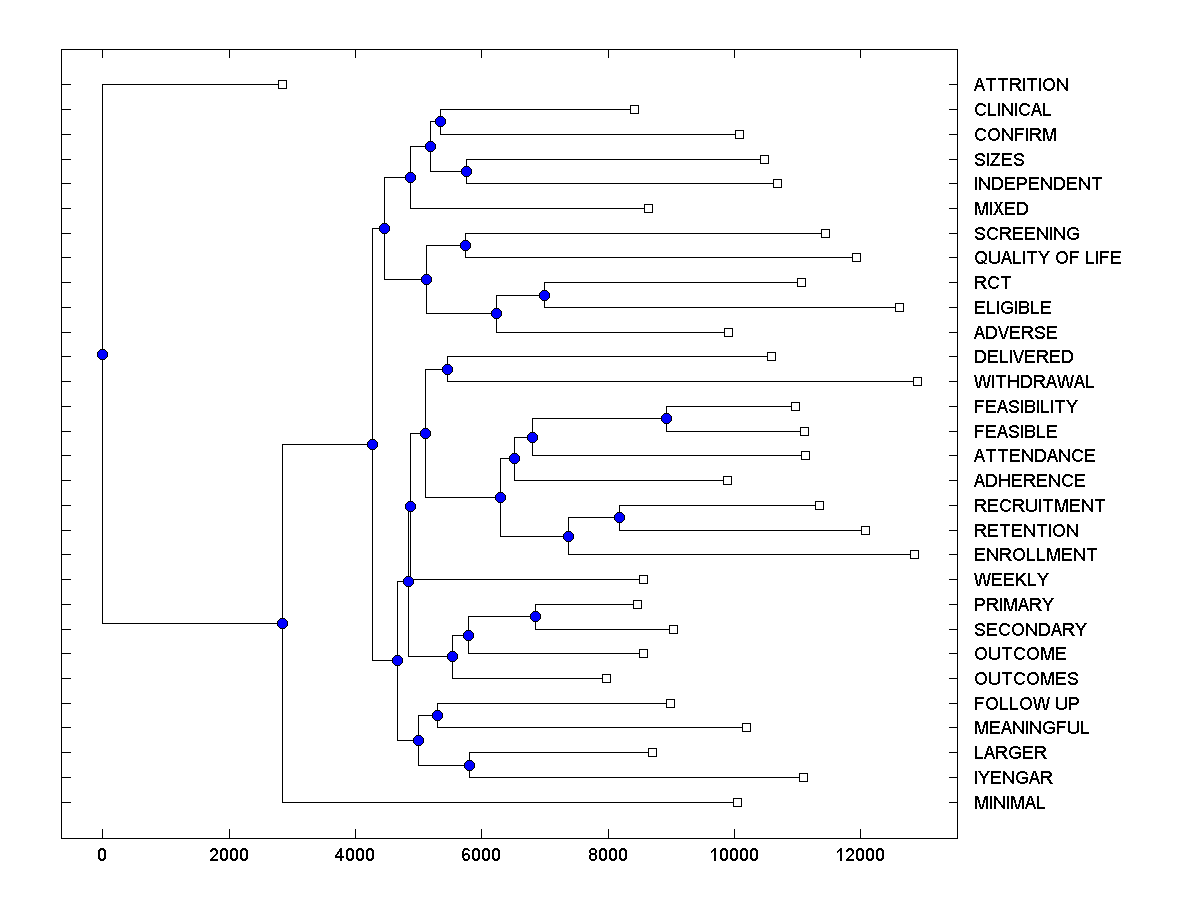 ATTRITION
CLINICAL
CONFIRM
SIZES
INDEPENDENT
MIXED
SCREENING
QUALITY OF LIFE
RCT
ELIGIBLE
ADVERSE
DELIVERED
WITHDRAWAL
FEASIBILITY
FEASIBLE
ATTENDANCE
ADHERENCE
RECRUITMENT
RETENTION
ENROLLMENT
WEEKLY
PRIMARY
SECONDARY
OUTCOME
OUTCOMES
FOLLOW UP
MEANINGFUL
LARGER
IYENGAR
MINIMAL
0 2000 4000 6000 8000 10000 12000